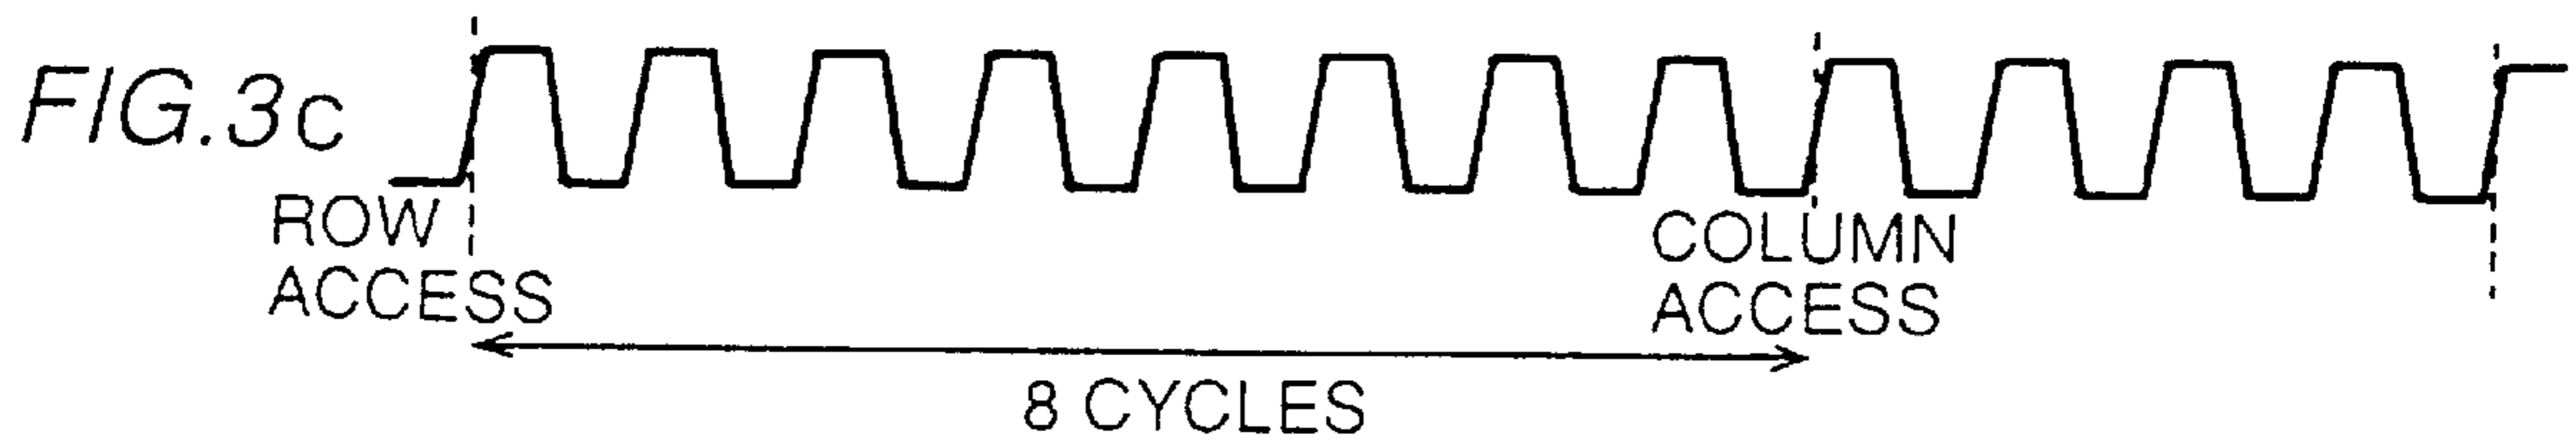 FIG.3c
ROW
ACCESS
COLUMN
ACCESS
8 CYCLES